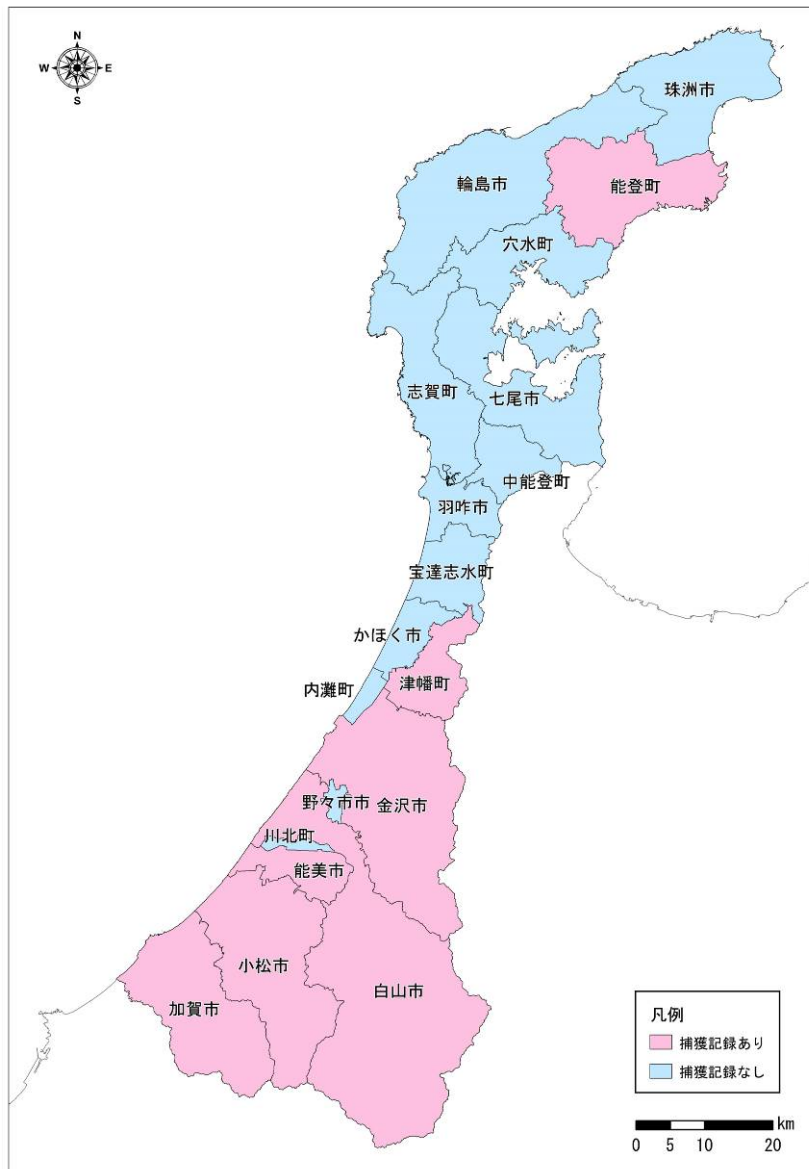 N
W E
S
珠洲市
能登町
輪島市
穴水町
志賀町
七尾市
中能登町
羽咋市
宝達志水町
かほく市
津幡町
内灘町
野々市市
金沢市
川北町
能美市
小松市
白山市
加賀市
凡例
捕獲記録あり
捕獲記録なし
km
0 5 10 20